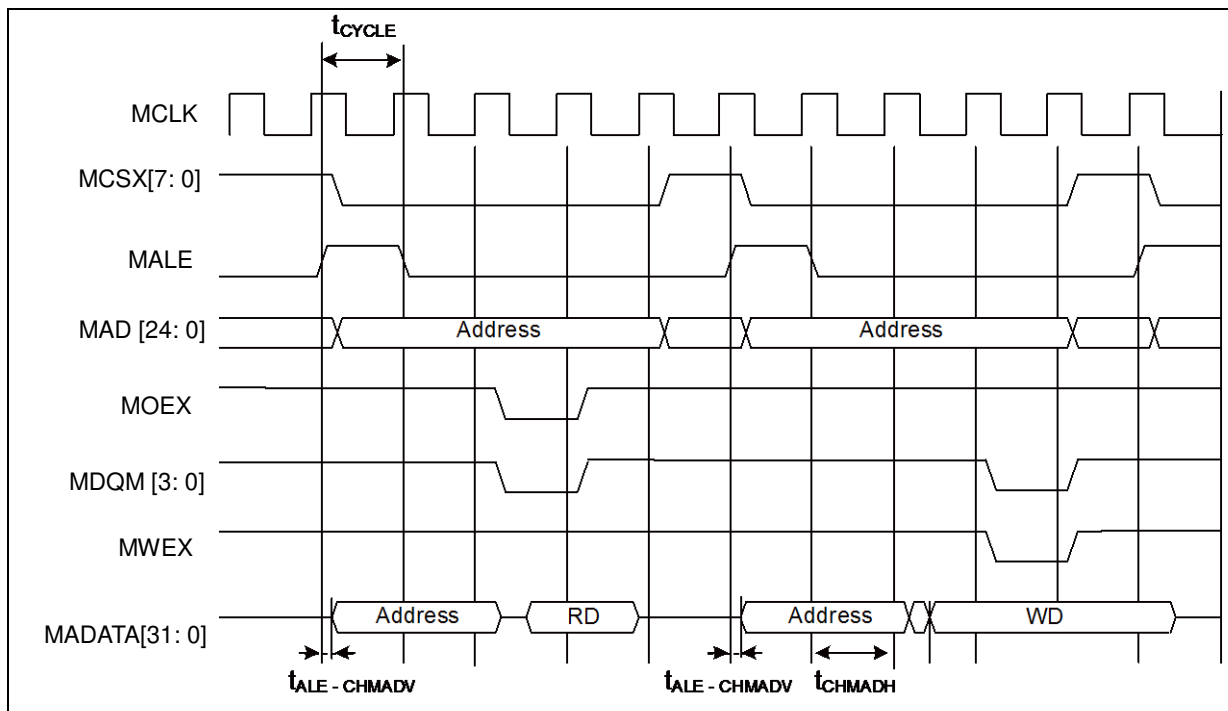 tCYCLE
MCLK
MCSX[7: 0]
MALE
MAD [24: 0]
Address
Address
MOEX
MDQM [3: 0]
MWEX
MADATA[31: 0]
Address
RD
Address
WD
tALE - CHMADV
tALE - CHMADV
tCHMADH